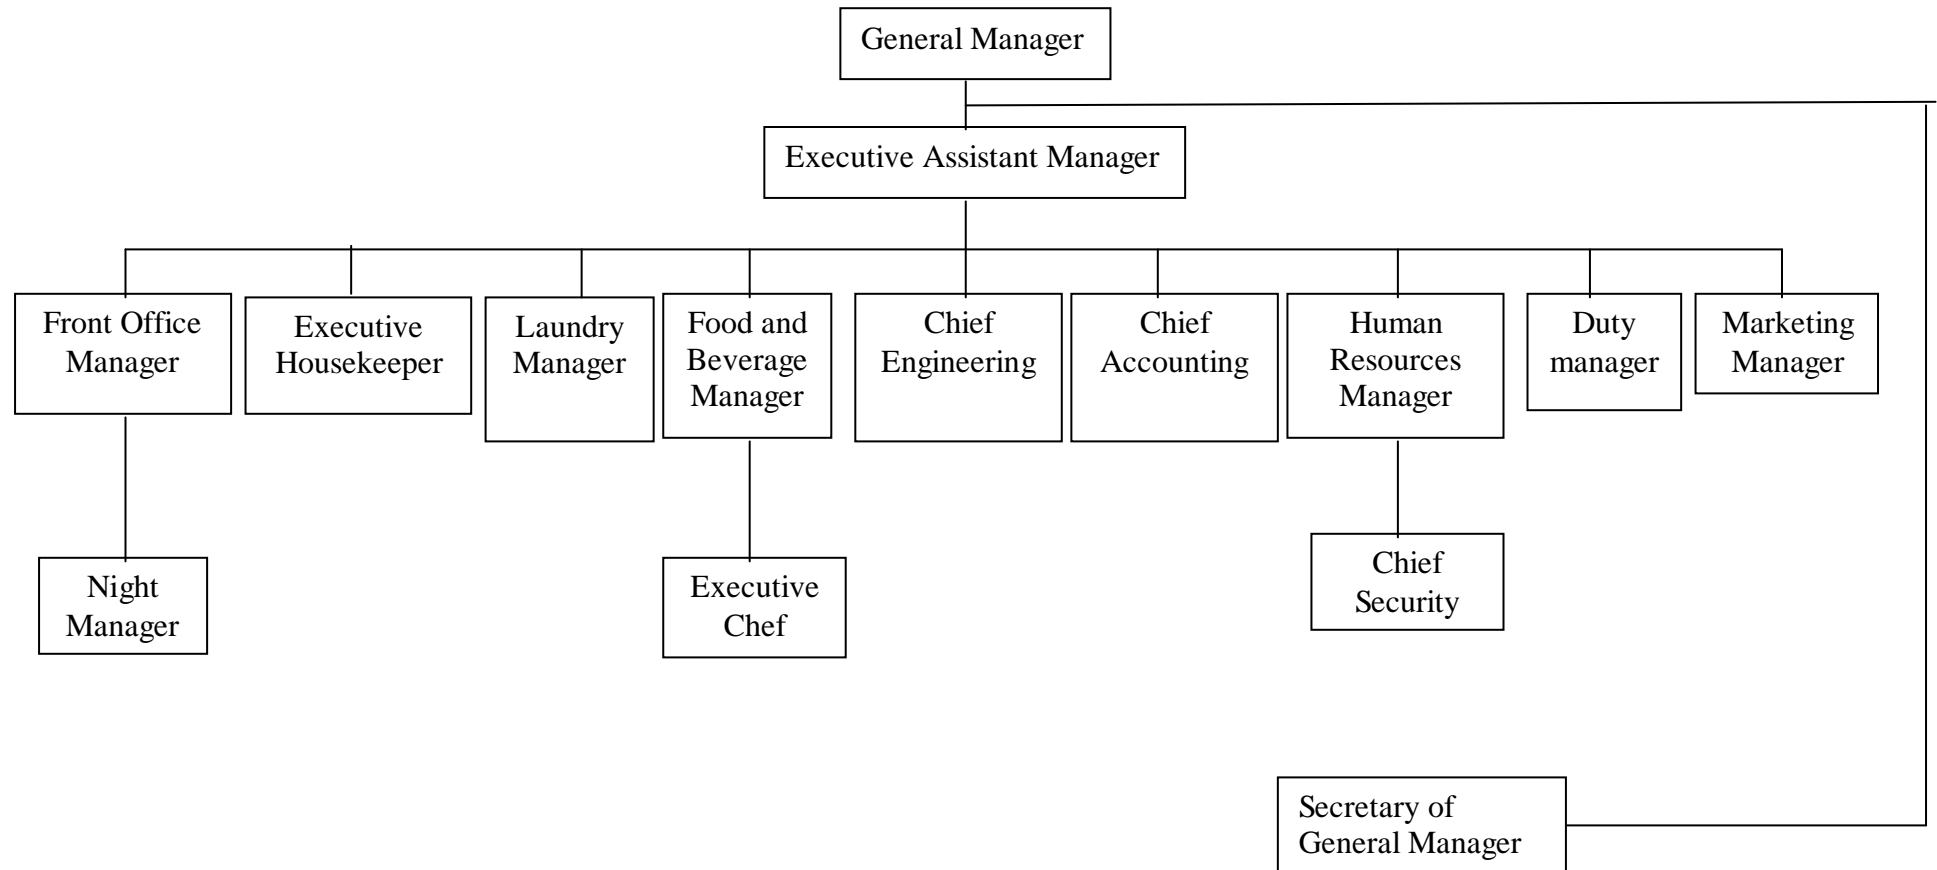 General Manager
Executive Assistant Manager
Front Office
Manager
Executive
Housekeeper
Laundry
Manager
Food and
Beverage
Manager
Chief
Engineering
Chief
Accounting
Human
Resources
Manager
Duty
manager
Marketing
Manager
Night
Manager
Executive
Chef
Chief
Security
Secretary of
General Manager